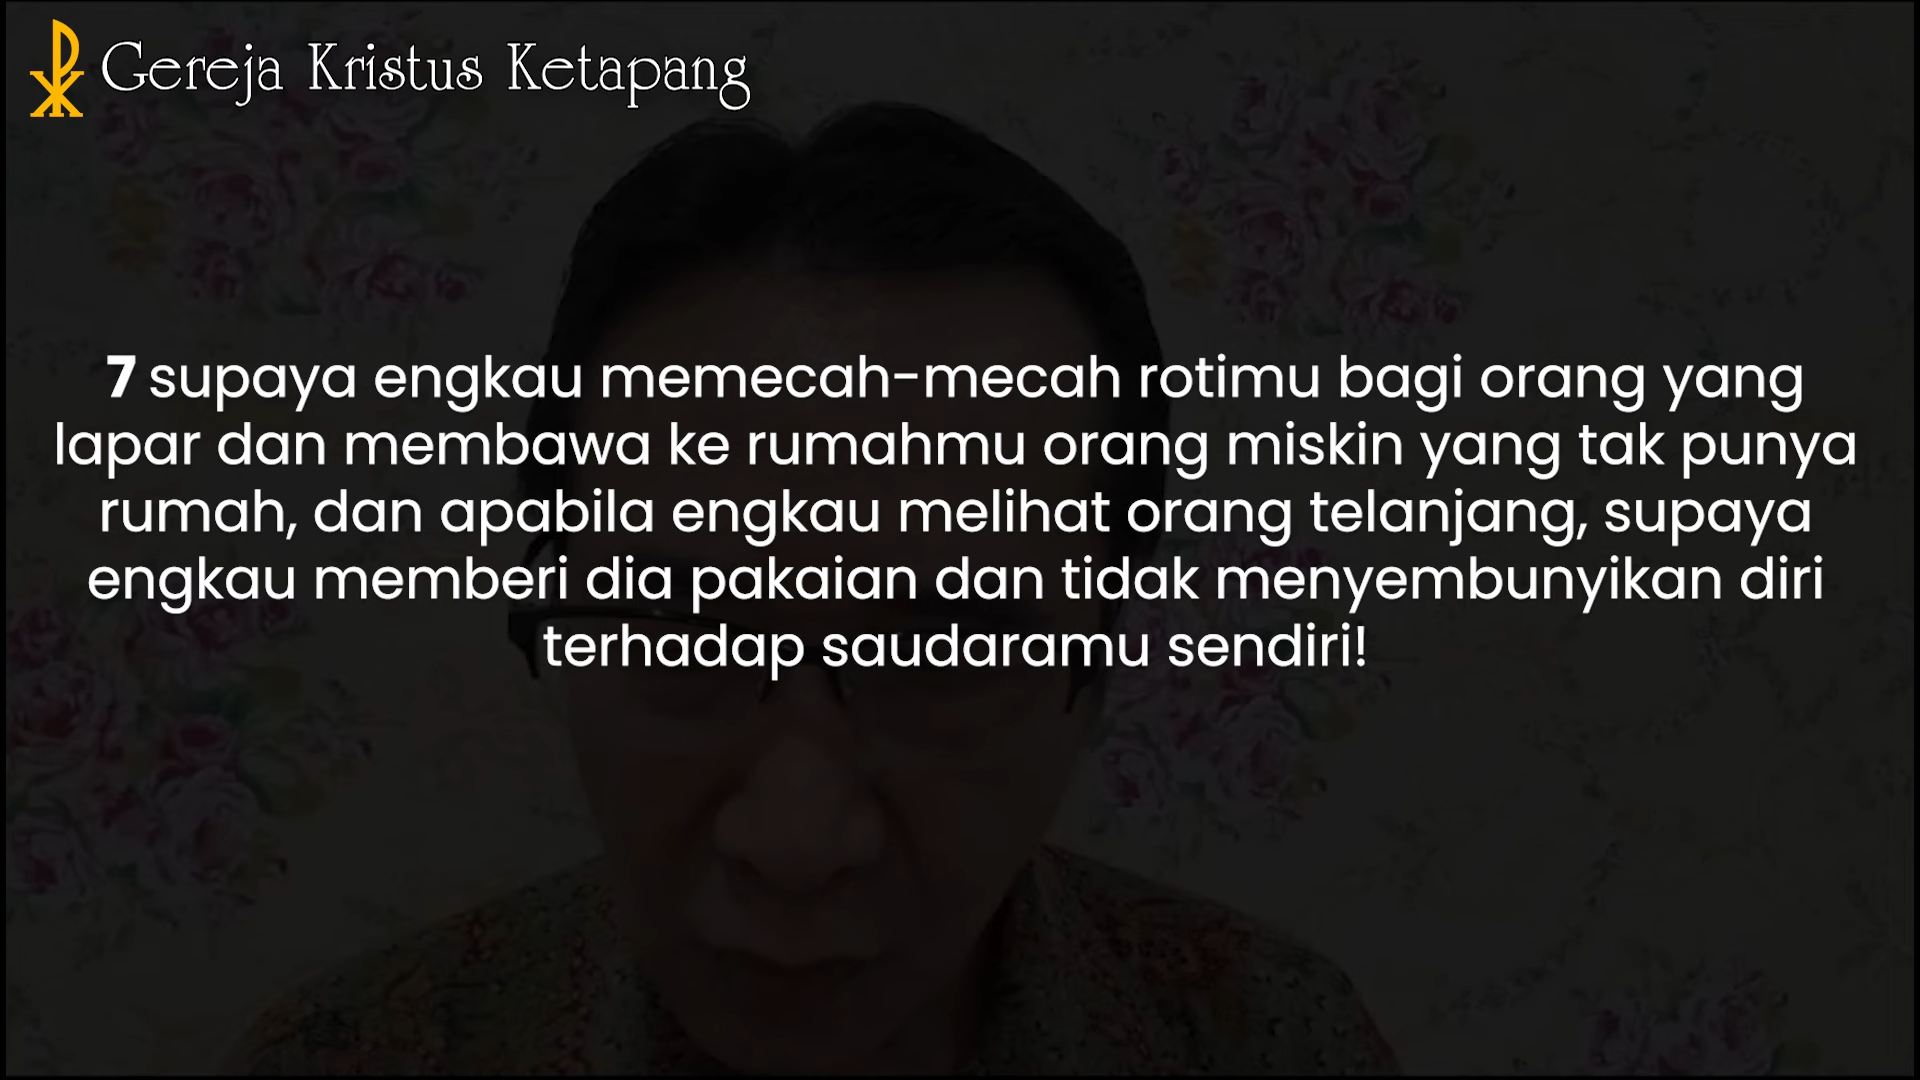 Gereja Kristus Ketapang
7 supaya engkau memecah-mecah rotimu bagi orang yang
lapar dan membawa ke rumahmu orang miskin yang tak punya
rumah, dan apabila engkau melihat orang telanjang, supaya
engkau memberi dia pakaian dan tidak menyembunyikan diri
terhadap saudaramu sendiri!